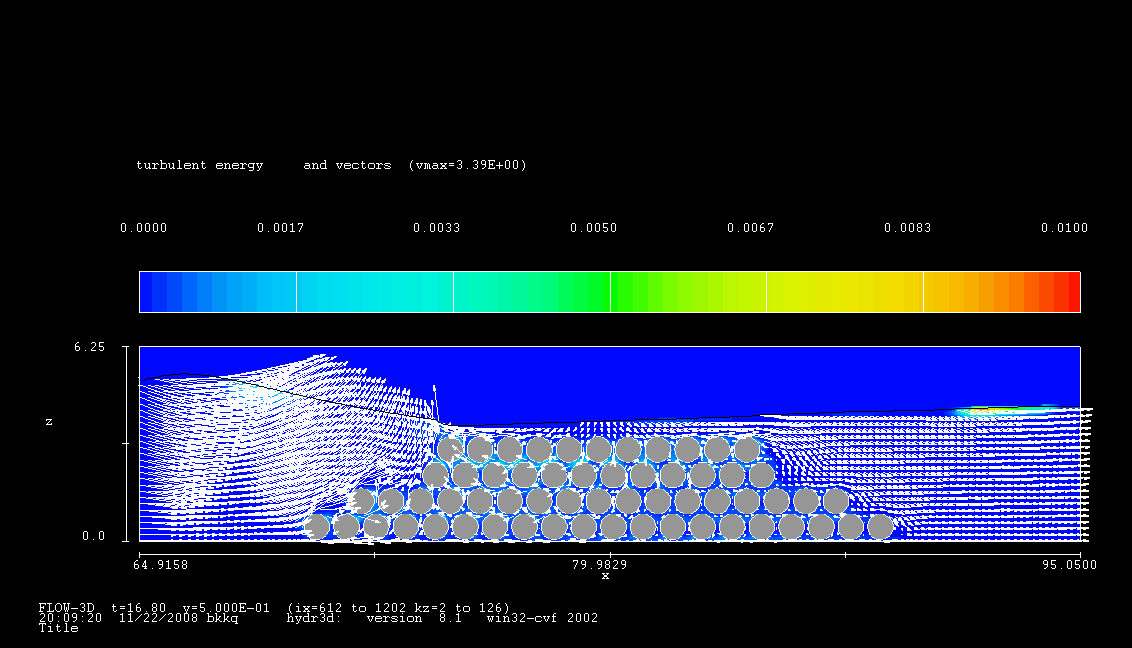 turbulent energy and vectors (vmax=3.39E+00)
0.0000 0.0017 0.0033 0.0050 0.0067 0.0083 0.0100
6.25
z
0.0
64.9158 79.9829 95.0500
x
FLOW-3D t=16.80 y=5.000E-01 (ix=612 to 1202 kz=2 to 126)
20:09:20 11/22/2008 bkkq hydr3d: version 8.1 win32-cvf 2002
Title